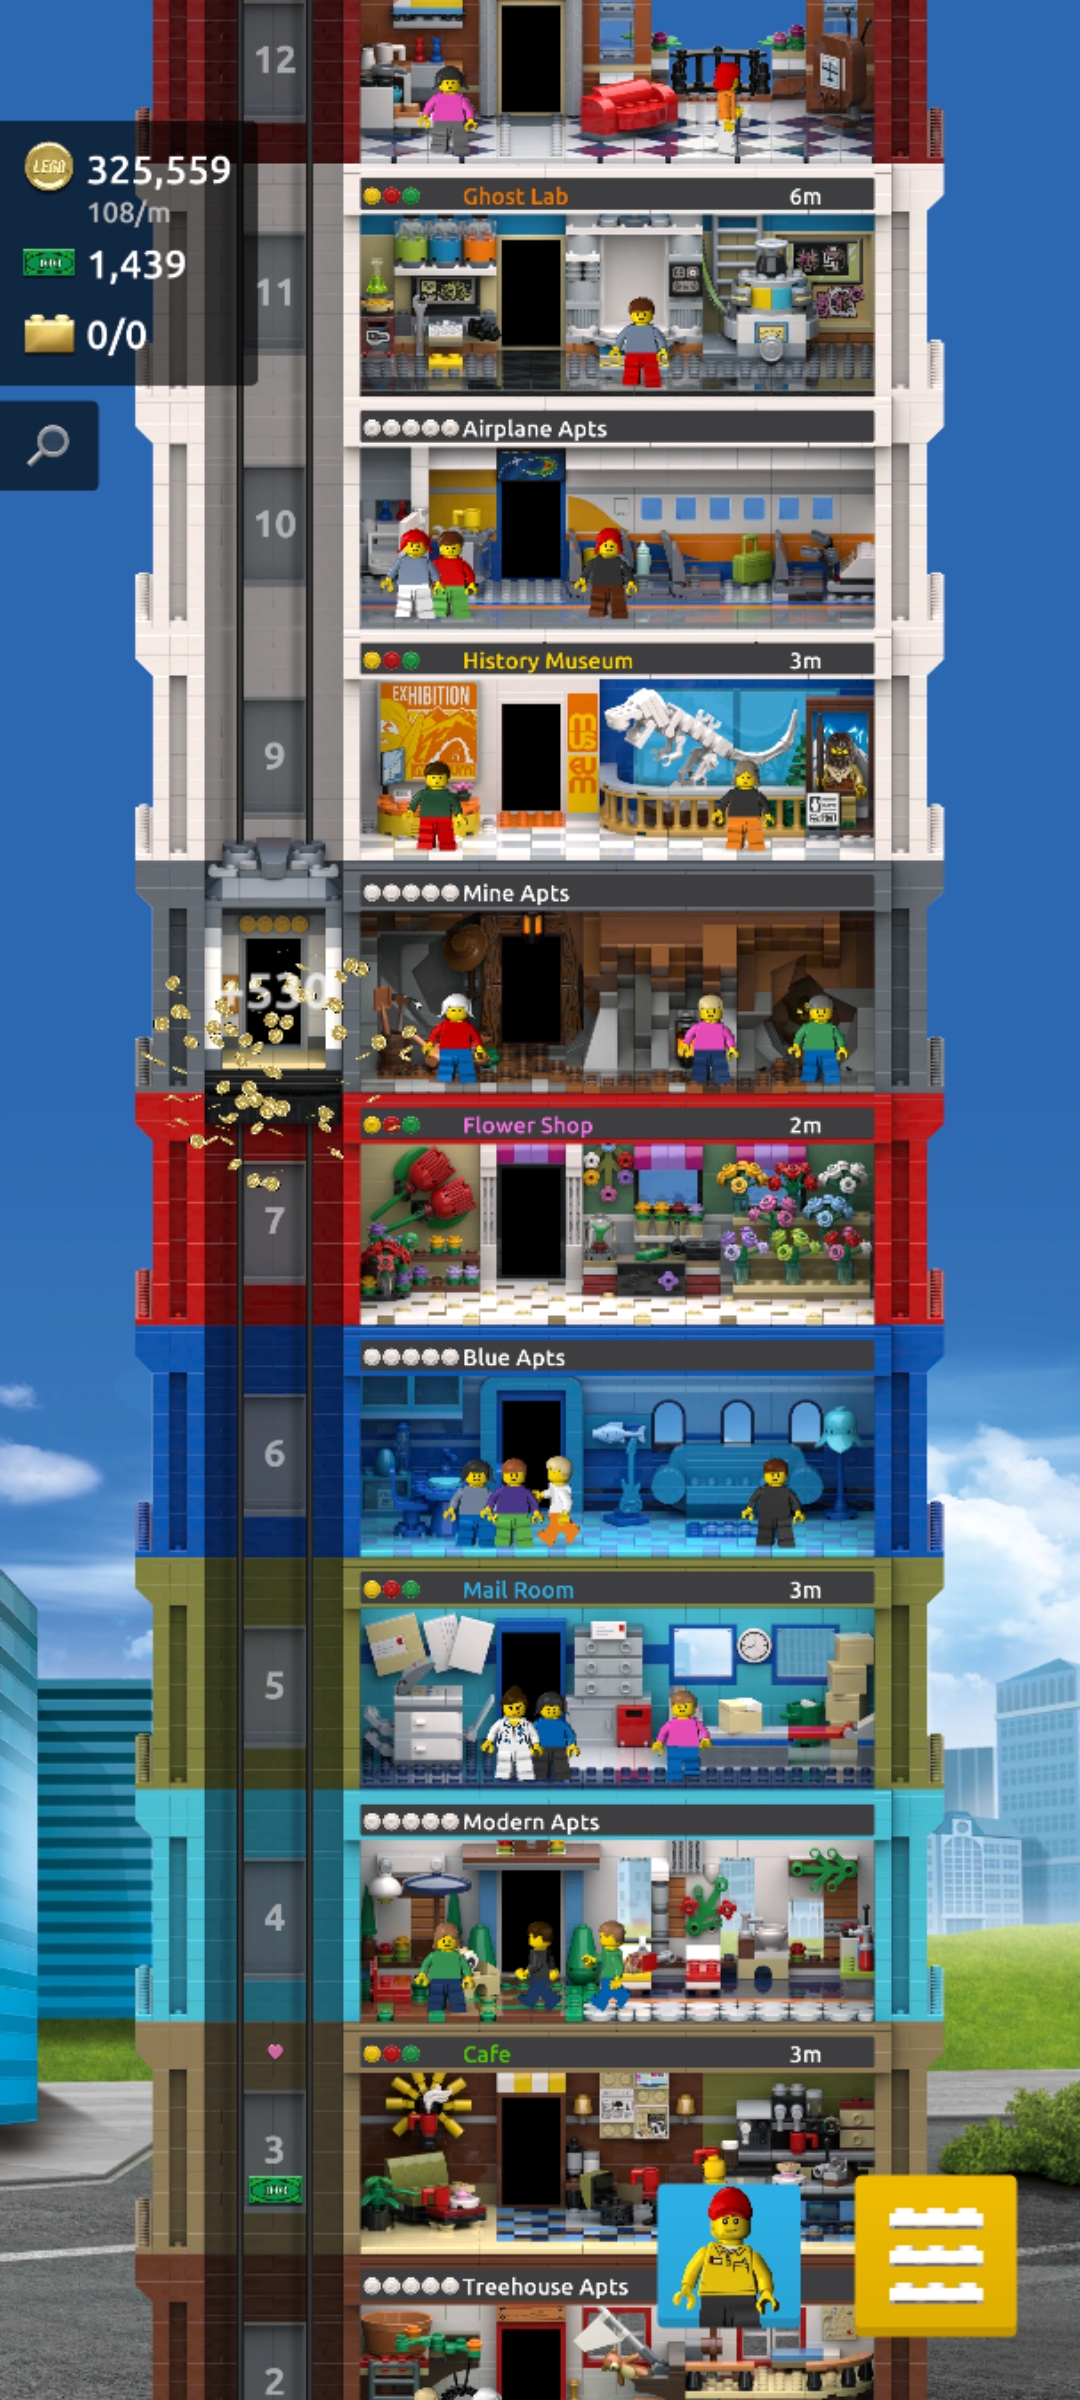 12
LEGO 325,559
108/m
1,439
0/0
Ghost Lab 6m
11
Airplane Apts
10
History Museum 3m
EXHIBITION
9
Mine Apts
+530
Flower Shop 2m
7
Blue Apts
6
Mail Room 3m
5
Modern Apts
4
Cafe 3m
3
Treehouse Apts
2